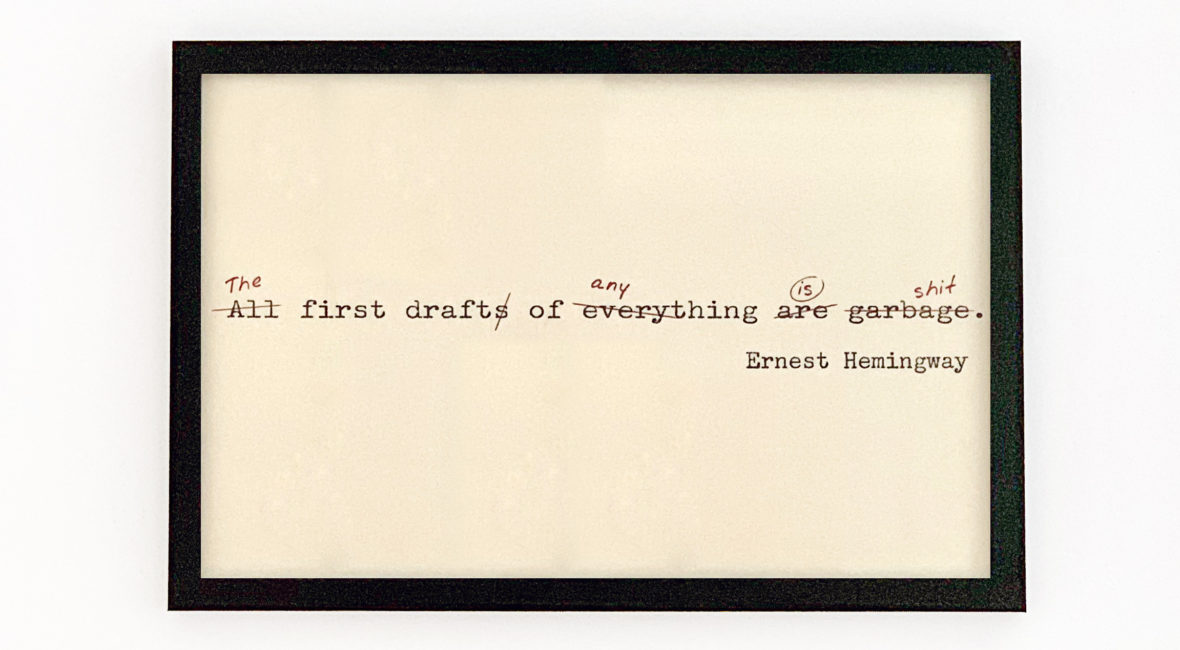 The any is shit
All first drafts of everything are garbage.
Ernest Hemingway